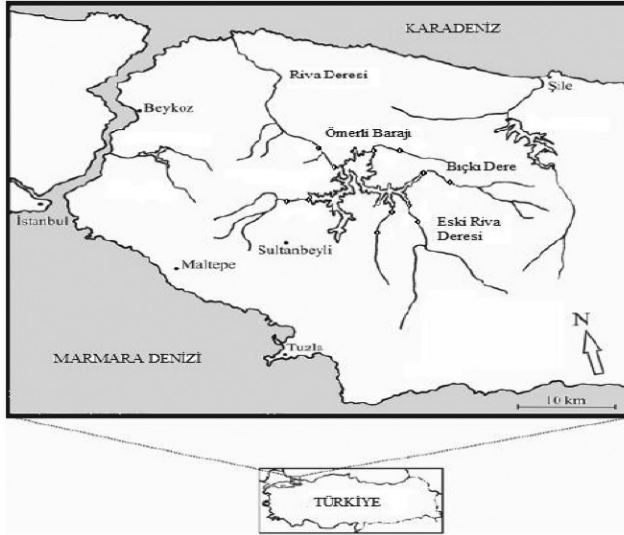 KARADENİZ
Riva Deresi
Şile
Beykoz
Ömerli Barajı
Bıçkı Dere
İstanbul
Eski Riva
Deresi
Sultanbeyli
Maltepe
N
Tuzla
MARMARA DENİZİ
10 km
TÜRKİYE